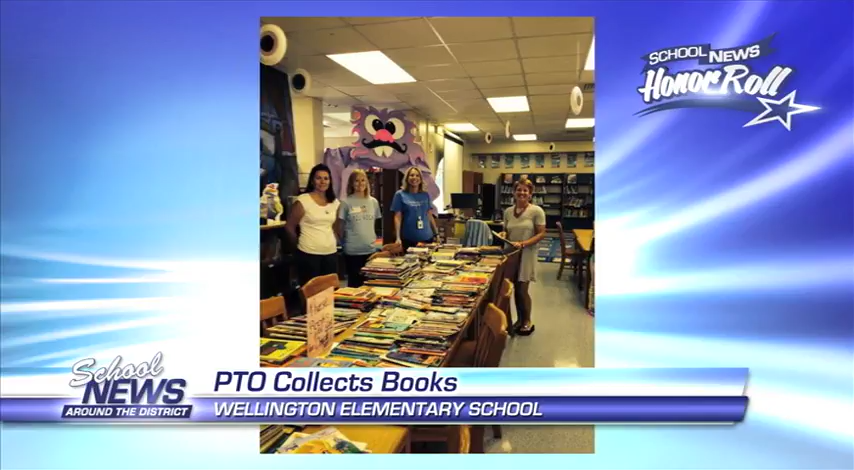 SCHOOL NEWS
Honor Roll
School
NEWS
AROUND THE DISTRICT
PTO Collects Books
WELLINGTON ELEMENTARY SCHOOL